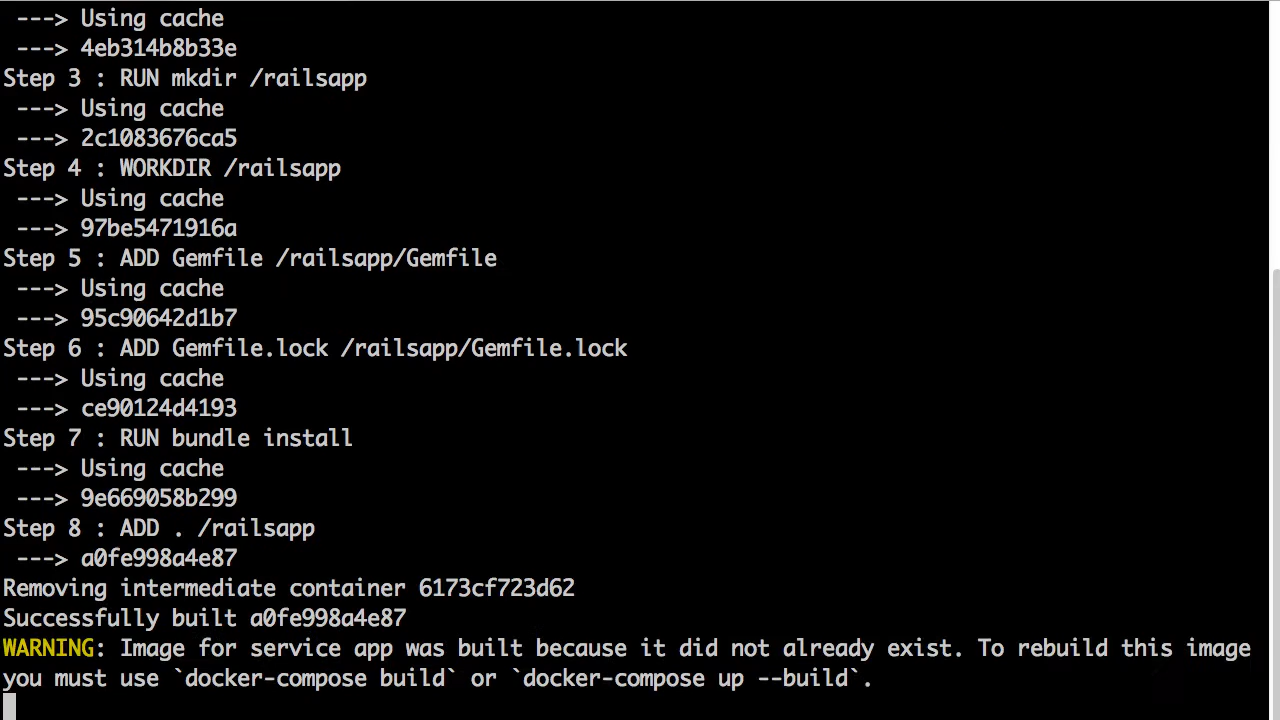 ---> Using cache
---> 4eb314b8b33e
Step 3 : RUN mkdir /railsapp
---> Using cache
---> 2c1083676ca5
Step 4 : WORKDIR /railsapp
---> Using cache
---> 97be5471916a
Step 5 : ADD Gemfile /railsapp/Gemfile
---> Using cache
---> 95c90642d1b7
Step 6 : ADD Gemfile.lock /railsapp/Gemfile.lock
---> Using cache
---> ce90124d4193
Step 7 : RUN bundle install
---> Using cache
---> 9e669058b299
Step 8 : ADD . /railsapp
---> a0fe998a4e87
Removing intermediate container 6173cf723d62
Successfully built a0fe998a4e87
WARNING: Image for service app was built because it did not already exist. To rebuild this image
you must use `docker-compose build` or `docker-compose up --build`.